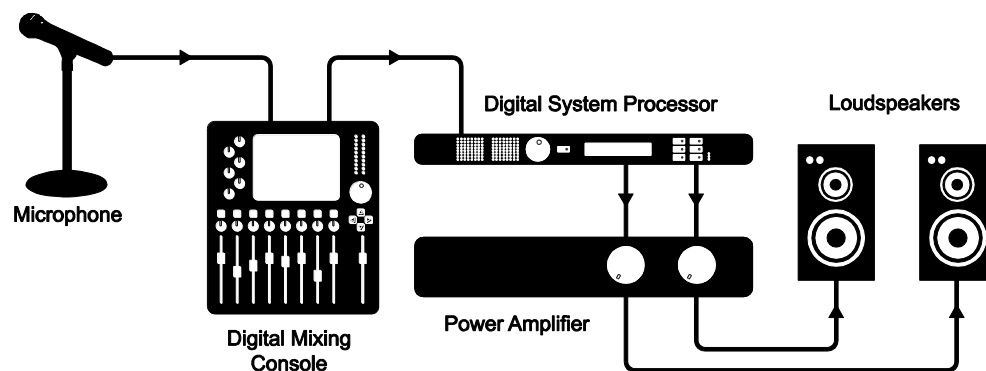 Microphone
Digital Mixing
Console
Digital System Processor
Power Amplifier
Loudspeakers